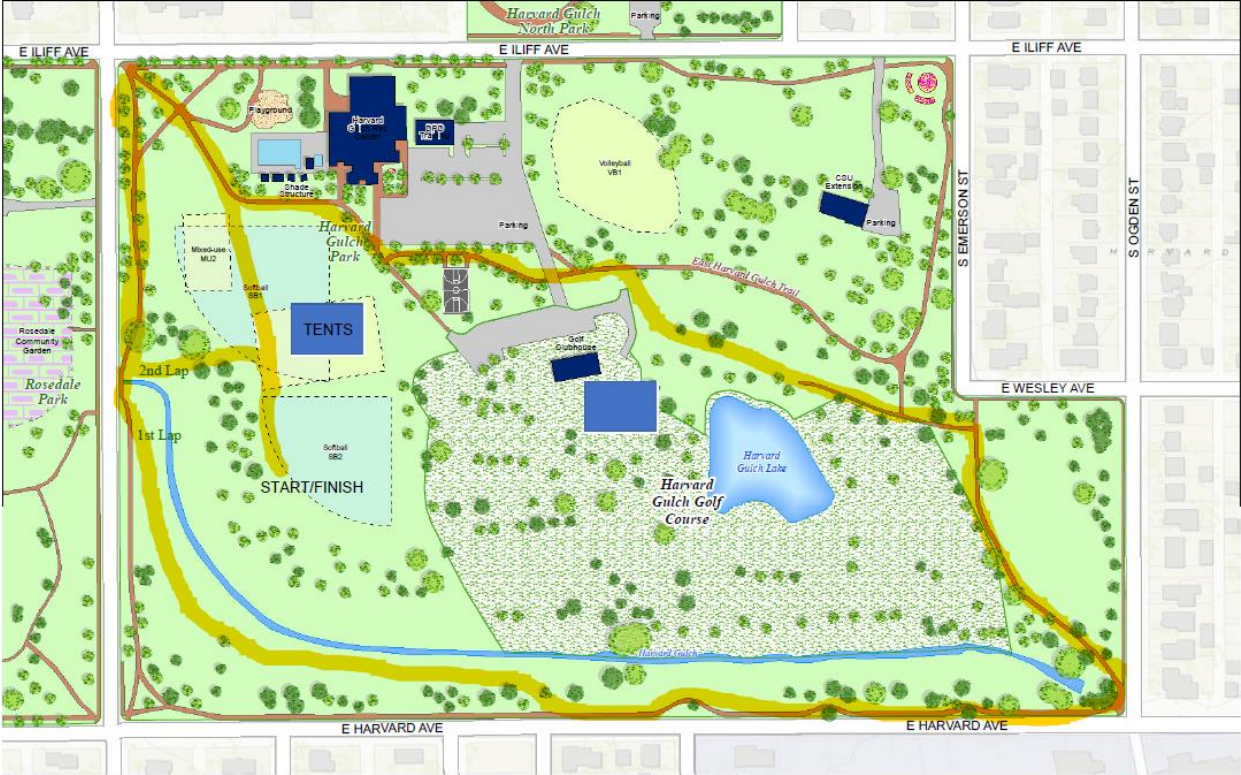 Harvard Gulch
North Park
Parking
E ILIFF AVE
E ILIFF AVE
E ILIFF AVE
Playground
Harvard
Center
Volleyball
VB1
CSU
Extension
Parking
Shade
Structure
Parking
Harvard
Gulch
Park
Mixed-use
MU2
Softball
SB1
S EMERSON ST
S OGDEN ST
HARVARD
East Harvard Gulch Trail
TENTS
Rosedale
Community
Garden
Rosedale
Park
2nd Lap
Golf
Clubhouse
E WESLEY AVE
1st Lap
Softball
SB2
START/FINISH
Harvard
Gulch Lake
Harvard
Gulch Golf
Course
Harvard Gulch
E HARVARD AVE
E HARVARD AVE